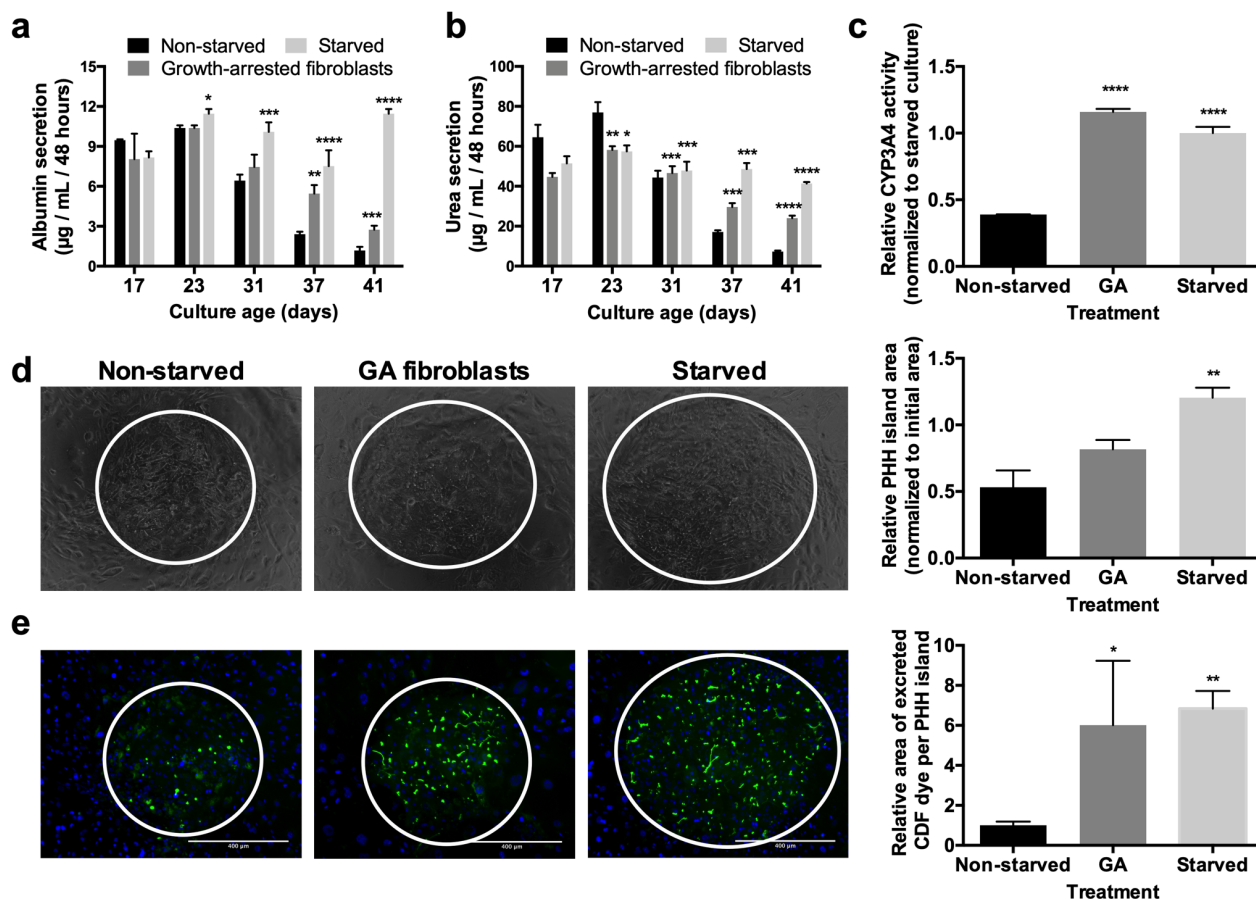 a
Non-starved
Starved
Growth-arrested fibroblasts
Albumin secretion
(µg / mL / 48 hours)
15
12
9
6
3
0
*
***
**
****
***
****
17
23
31
37
41
Culture age (days)
b
Non-starved
Starved
Growth-arrested fibroblasts
Urea secretion
(µg / mL / 48 hours)
100
80
60
40
20
0
**
*
***
***
***
***
****
****
17
23
31
37
41
Culture age (days)
c
Relative CYP3A4 activity
(normalized to starved culture)
1.5
1.0
0.5
0.0
****
****
Non-starved
GA
Starved
Treatment
d
Non-starved
GA fibroblasts
Starved
Relative PHH island area
(normalized to initial area)
1.5
1.0
0.5
0.0
**
Non-starved
GA
Starved
Treatment
e
400 µm
400 µm
400 µm
Relative area of excreted
CDF dye per PHH island
10
8
6
4
2
0
*
**
Non-starved
GA
Starved
Treatment